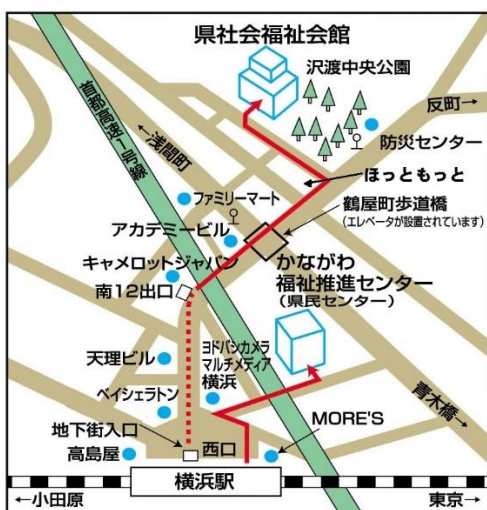 県社会福祉会館
沢渡中央公園
反町
防災センター
首都高速1号線
←浅間町
ほっともっと
ファミリーマート
鶴屋町歩道橋
(エレベータが設置されています)
アカデミービル
キャメロットジャパン
かながわ
福祉推進センター
(県民センター)
南12出口
天理ビル
ヨドバシカメラ
マルチメディア
横浜
ベイシェラトン
青木橋
地下街入口
西口
MORE'S
高島屋
横浜駅
←小田原
東京→